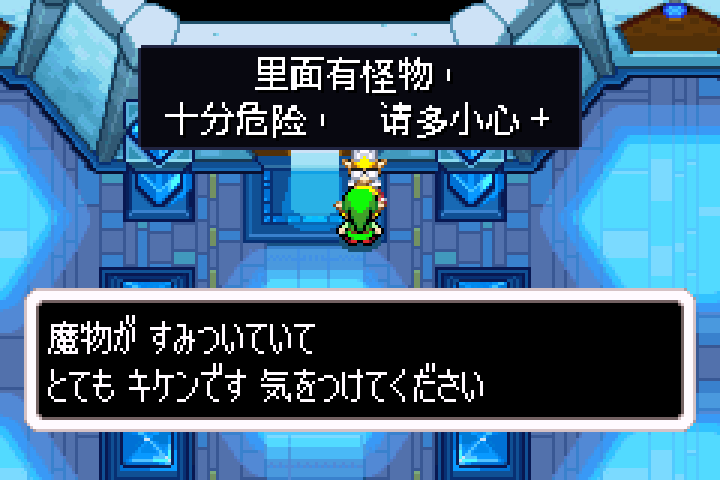 里面有怪物，
十分危险， 请多小心+
魔物が すみついていて
とても キケンです 気をつけてください